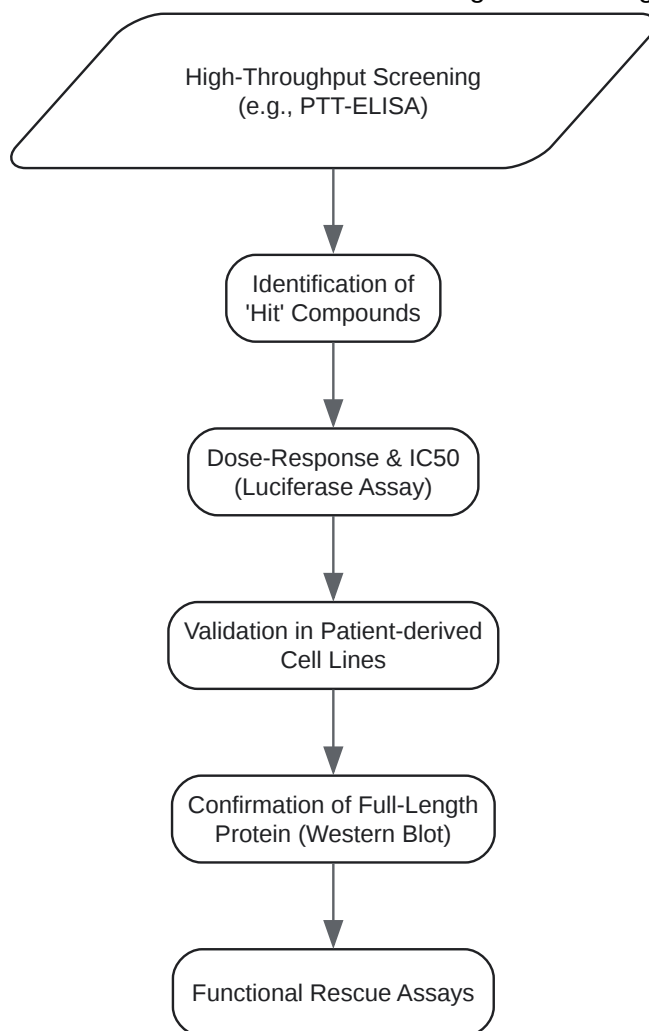 High-Throughput Screening
(e.g., PTT-ELISA)
Identification of
'Hit' Compounds
Dose-Response & IC50
(Luciferase Assay)
Validation in Patient-derived
Cell Lines
Confirmation of Full-Length
Protein (Western Blot)
Functional Rescue Assays